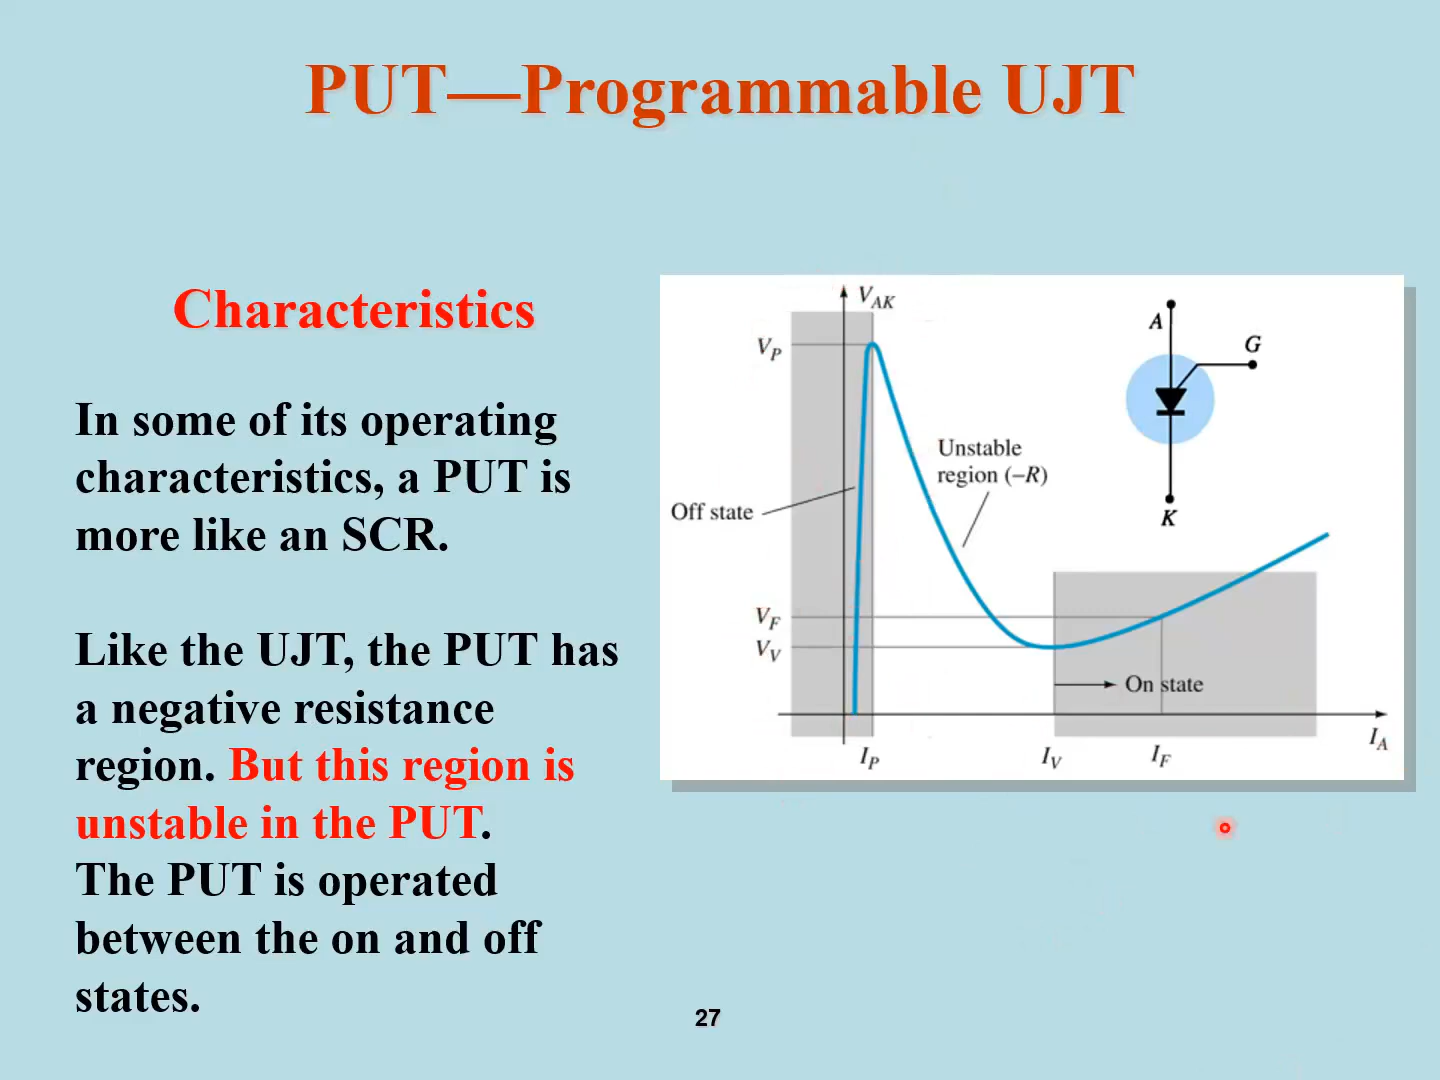 PUT—Programmable UJT
Characteristics
In some of its operating
characteristics, a PUT is
more like an SCR.
Like the UJT, the PUT has
a negative resistance
region. But this region is
unstable in the PUT.
The PUT is operated
between the on and off
states.
V_AK
V_P
A
G
Unstable
region (–R)
Off state
K
V_F
V_V
On state
I_P
I_V
I_F
I_A
27